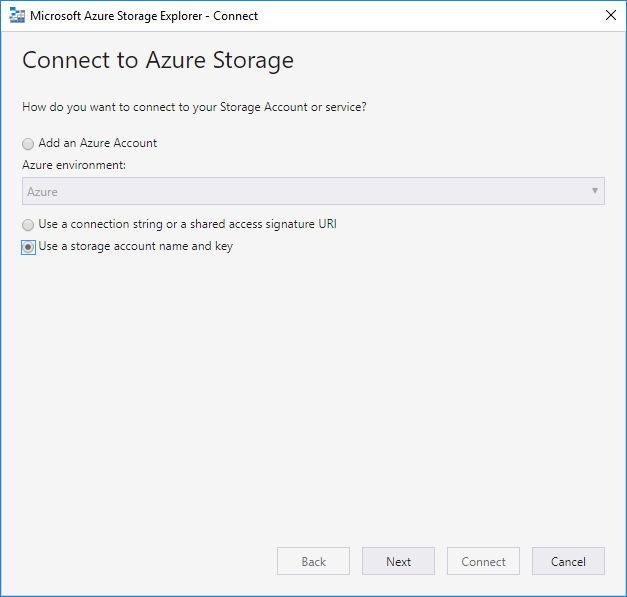 Microsoft Azure Storage Explorer - Connect
Connect to Azure Storage
How do you want to connect to your Storage Account or service?
Add an Azure Account
Azure environment:
Azure
Use a connection string or a shared access signature URI
Use a storage account name and key
Back Next Connect Cancel